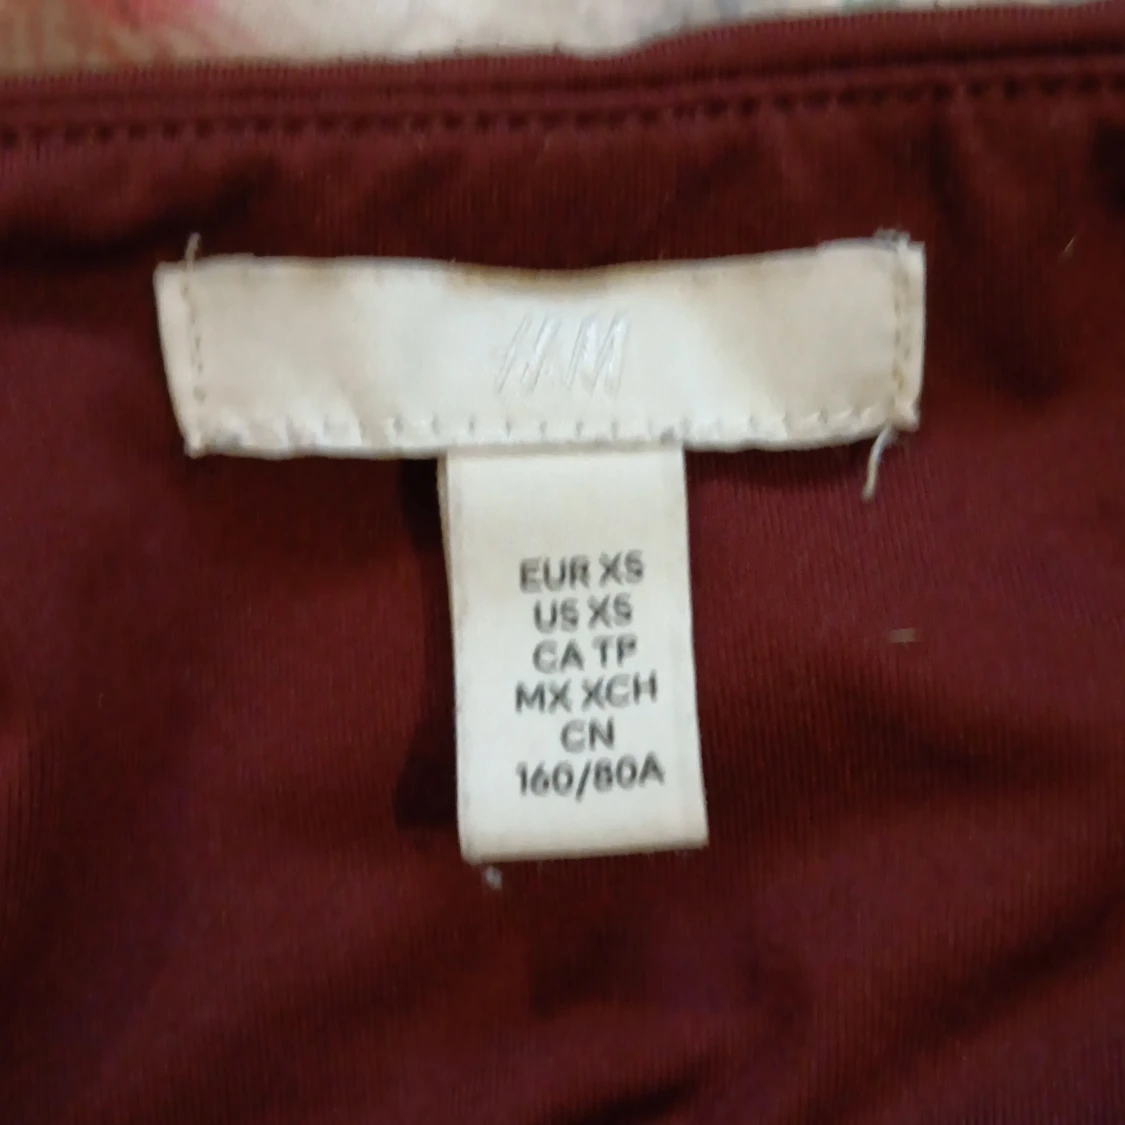 H&M
EUR XS
US XS
CA TP
MX XCH
CN
160/80A